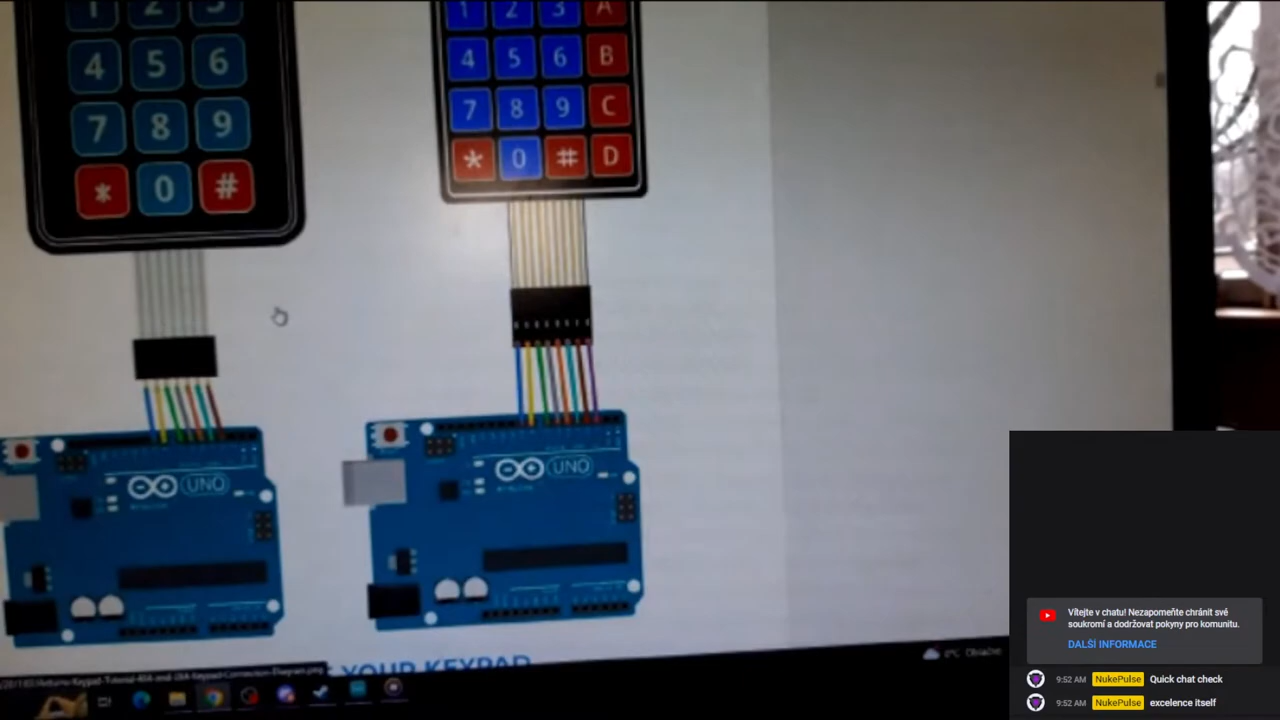 1 2 3
4 5 6
7 8 9
* 0 #
1 2 3 A
4 5 6 B
7 8 9 C
* 0 # D
UNO
UNO
YOUR KEYPAD
0°C
Vítejte v chatu! Nezapomeňte chránit své
soukromí a dodržovat pokyny pro komunitu.
DALŠÍ INFORMACE
9:52 AM NukePulse Quick chat check
9:52 AM NukePulse excelence itself